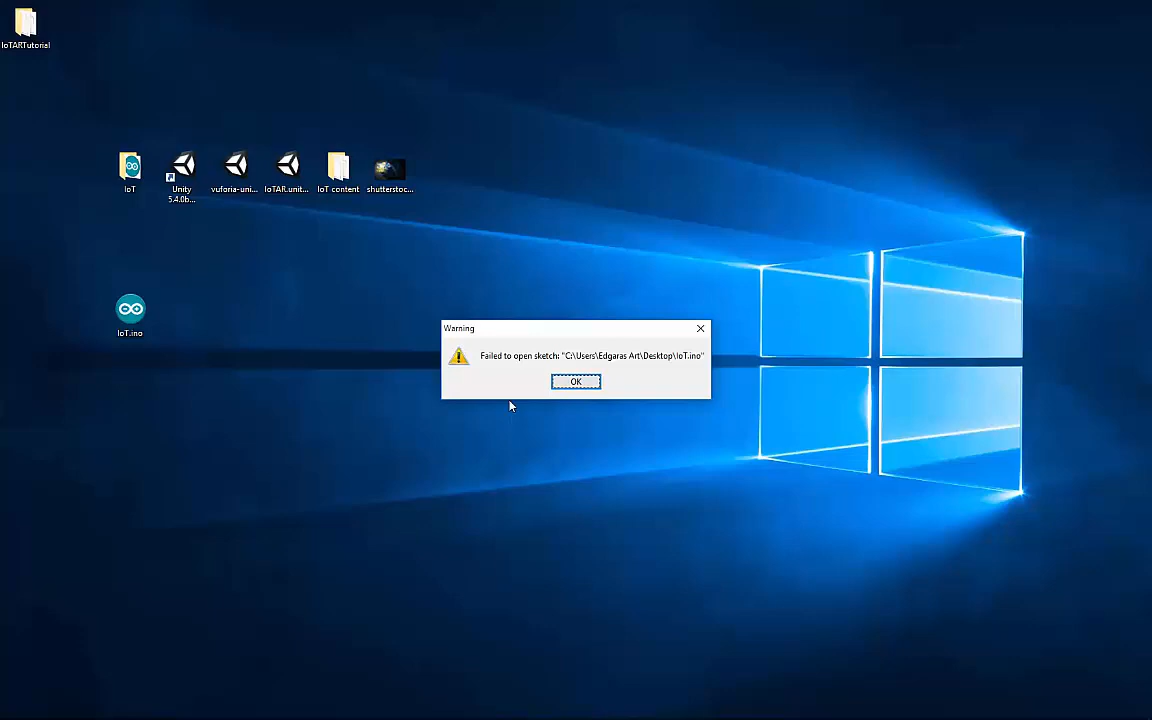 IoTARTutorial
IoT
Unity
5.4.0b...
vuforia-uni...
IoTAR.unit...
IoT content
shutterstoc...
IoT.ino
Warning
Failed to open sketch: "C:\Users\Edgaras Art\Desktop\IoT.ino"
OK